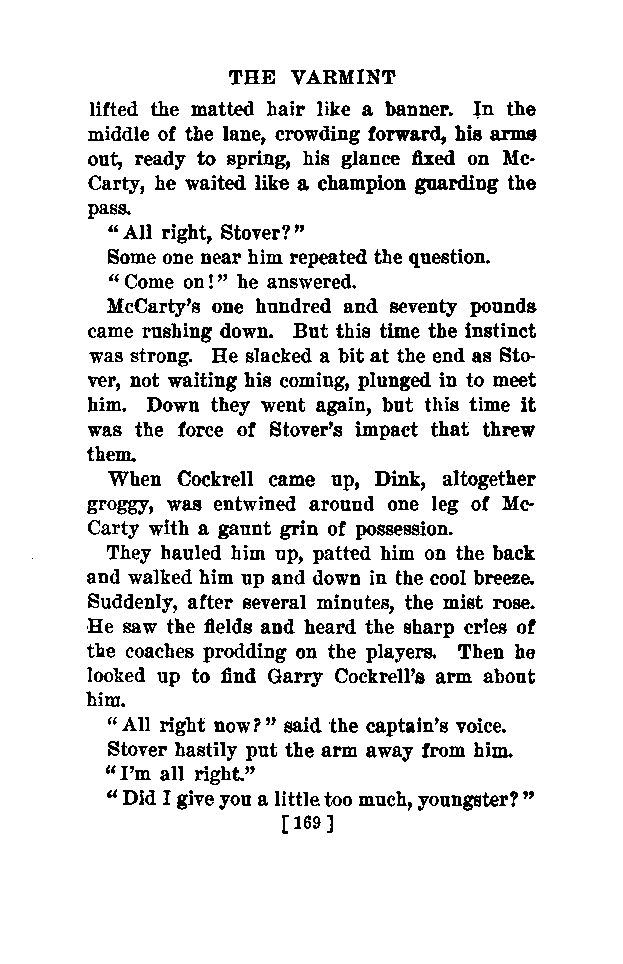 THE VARMINT
lifted the matted hair like a banner. In the
middle of the lane, crowding forward, his arms
out, ready to spring, his glance fixed on Mc-
Carty, he waited like a champion guarding the
pass.
"All right, Stover?"
Some one near him repeated the question.
"Come on!" he answered.
McCarty's one hundred and seventy pounds
came rushing down. But this time the instinct
was strong. He slacked a bit at the end as Sto-
ver, not waiting his coming, plunged in to meet
him. Down they went again, but this time it
was the force of Stover's impact that threw
them.
When Cockrell came up, Dink, altogether
groggy, was entwined around one leg of Mc-
Carty with a gaunt grin of possession.
They hauled him up, patted him on the back
and walked him up and down in the cool breeze.
Suddenly, after several minutes, the mist rose.
He saw the fields and heard the sharp cries of
the coaches prodding on the players. Then he
looked up to find Garry Cockrell's arm about
him.
"All right now?" said the captain's voice.
Stover hastily put the arm away from him.
"I'm all right."
"Did I give you a little too much, youngster?"
[169]